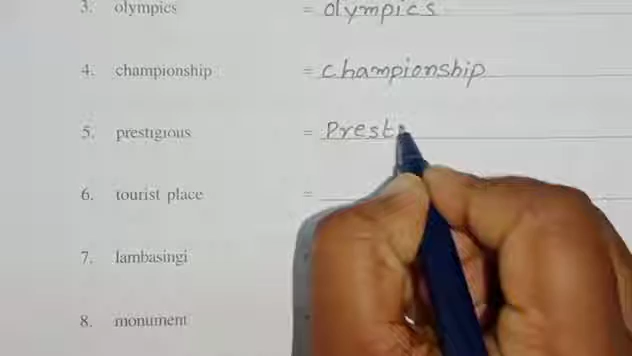 3. olympics = olympics
4. championship = championship
5. prestigious = Prest
6. tourist place =
7. lambasingi
8. monument